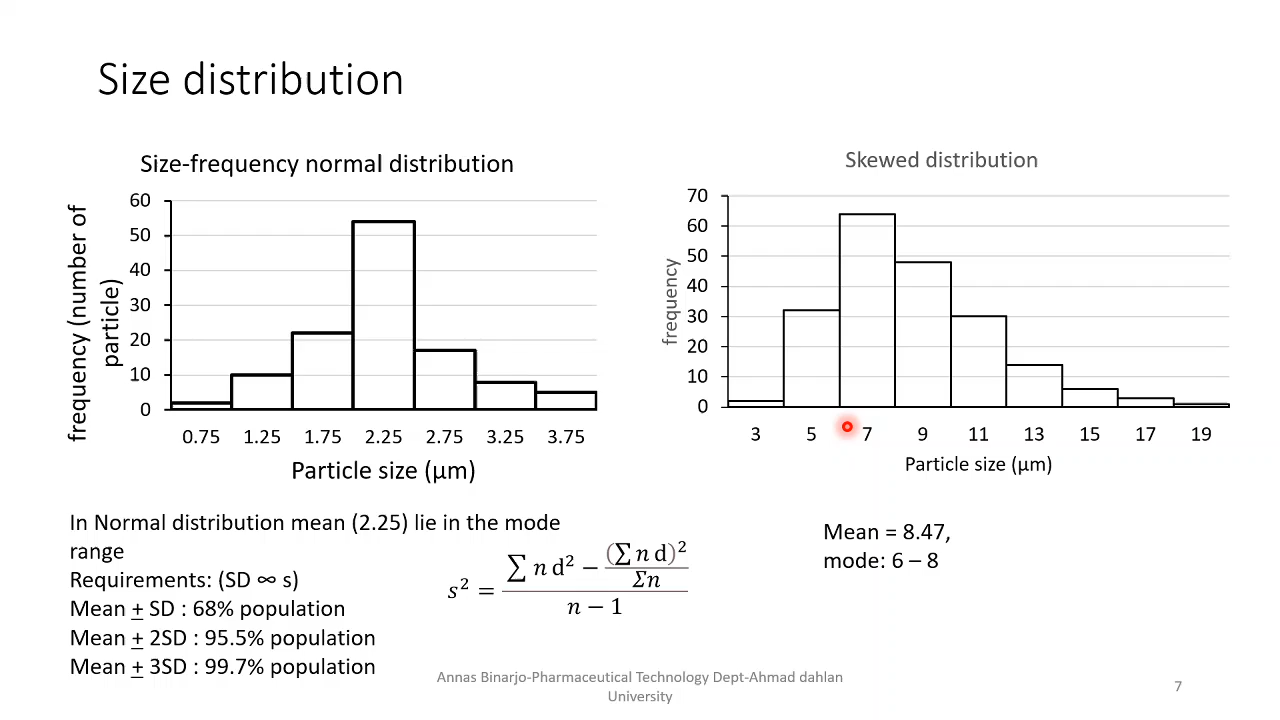 Size distribution
Size-frequency normal distribution
frequency (number of
particle)
60
50
40
30
20
10
0
0.75 1.25 1.75 2.25 2.75 3.25 3.75
Particle size (µm)
Skewed distribution
frequency
70
60
50
40
30
20
10
0
3 5 7 9 11 13 15 17 19
Particle size (µm)
In Normal distribution mean (2.25) lie in the mode
range
Requirements: (SD ∞ s)
Mean ± SD : 68% population
Mean ± 2SD : 95.5% population
Mean ± 3SD : 99.7% population
s² = (∑ n d² − (∑ n d)² / Σn) / (n − 1)
Mean = 8.47,
mode: 6 – 8
Annas Binarjo-Pharmaceutical Technology Dept-Ahmad dahlan
University
7